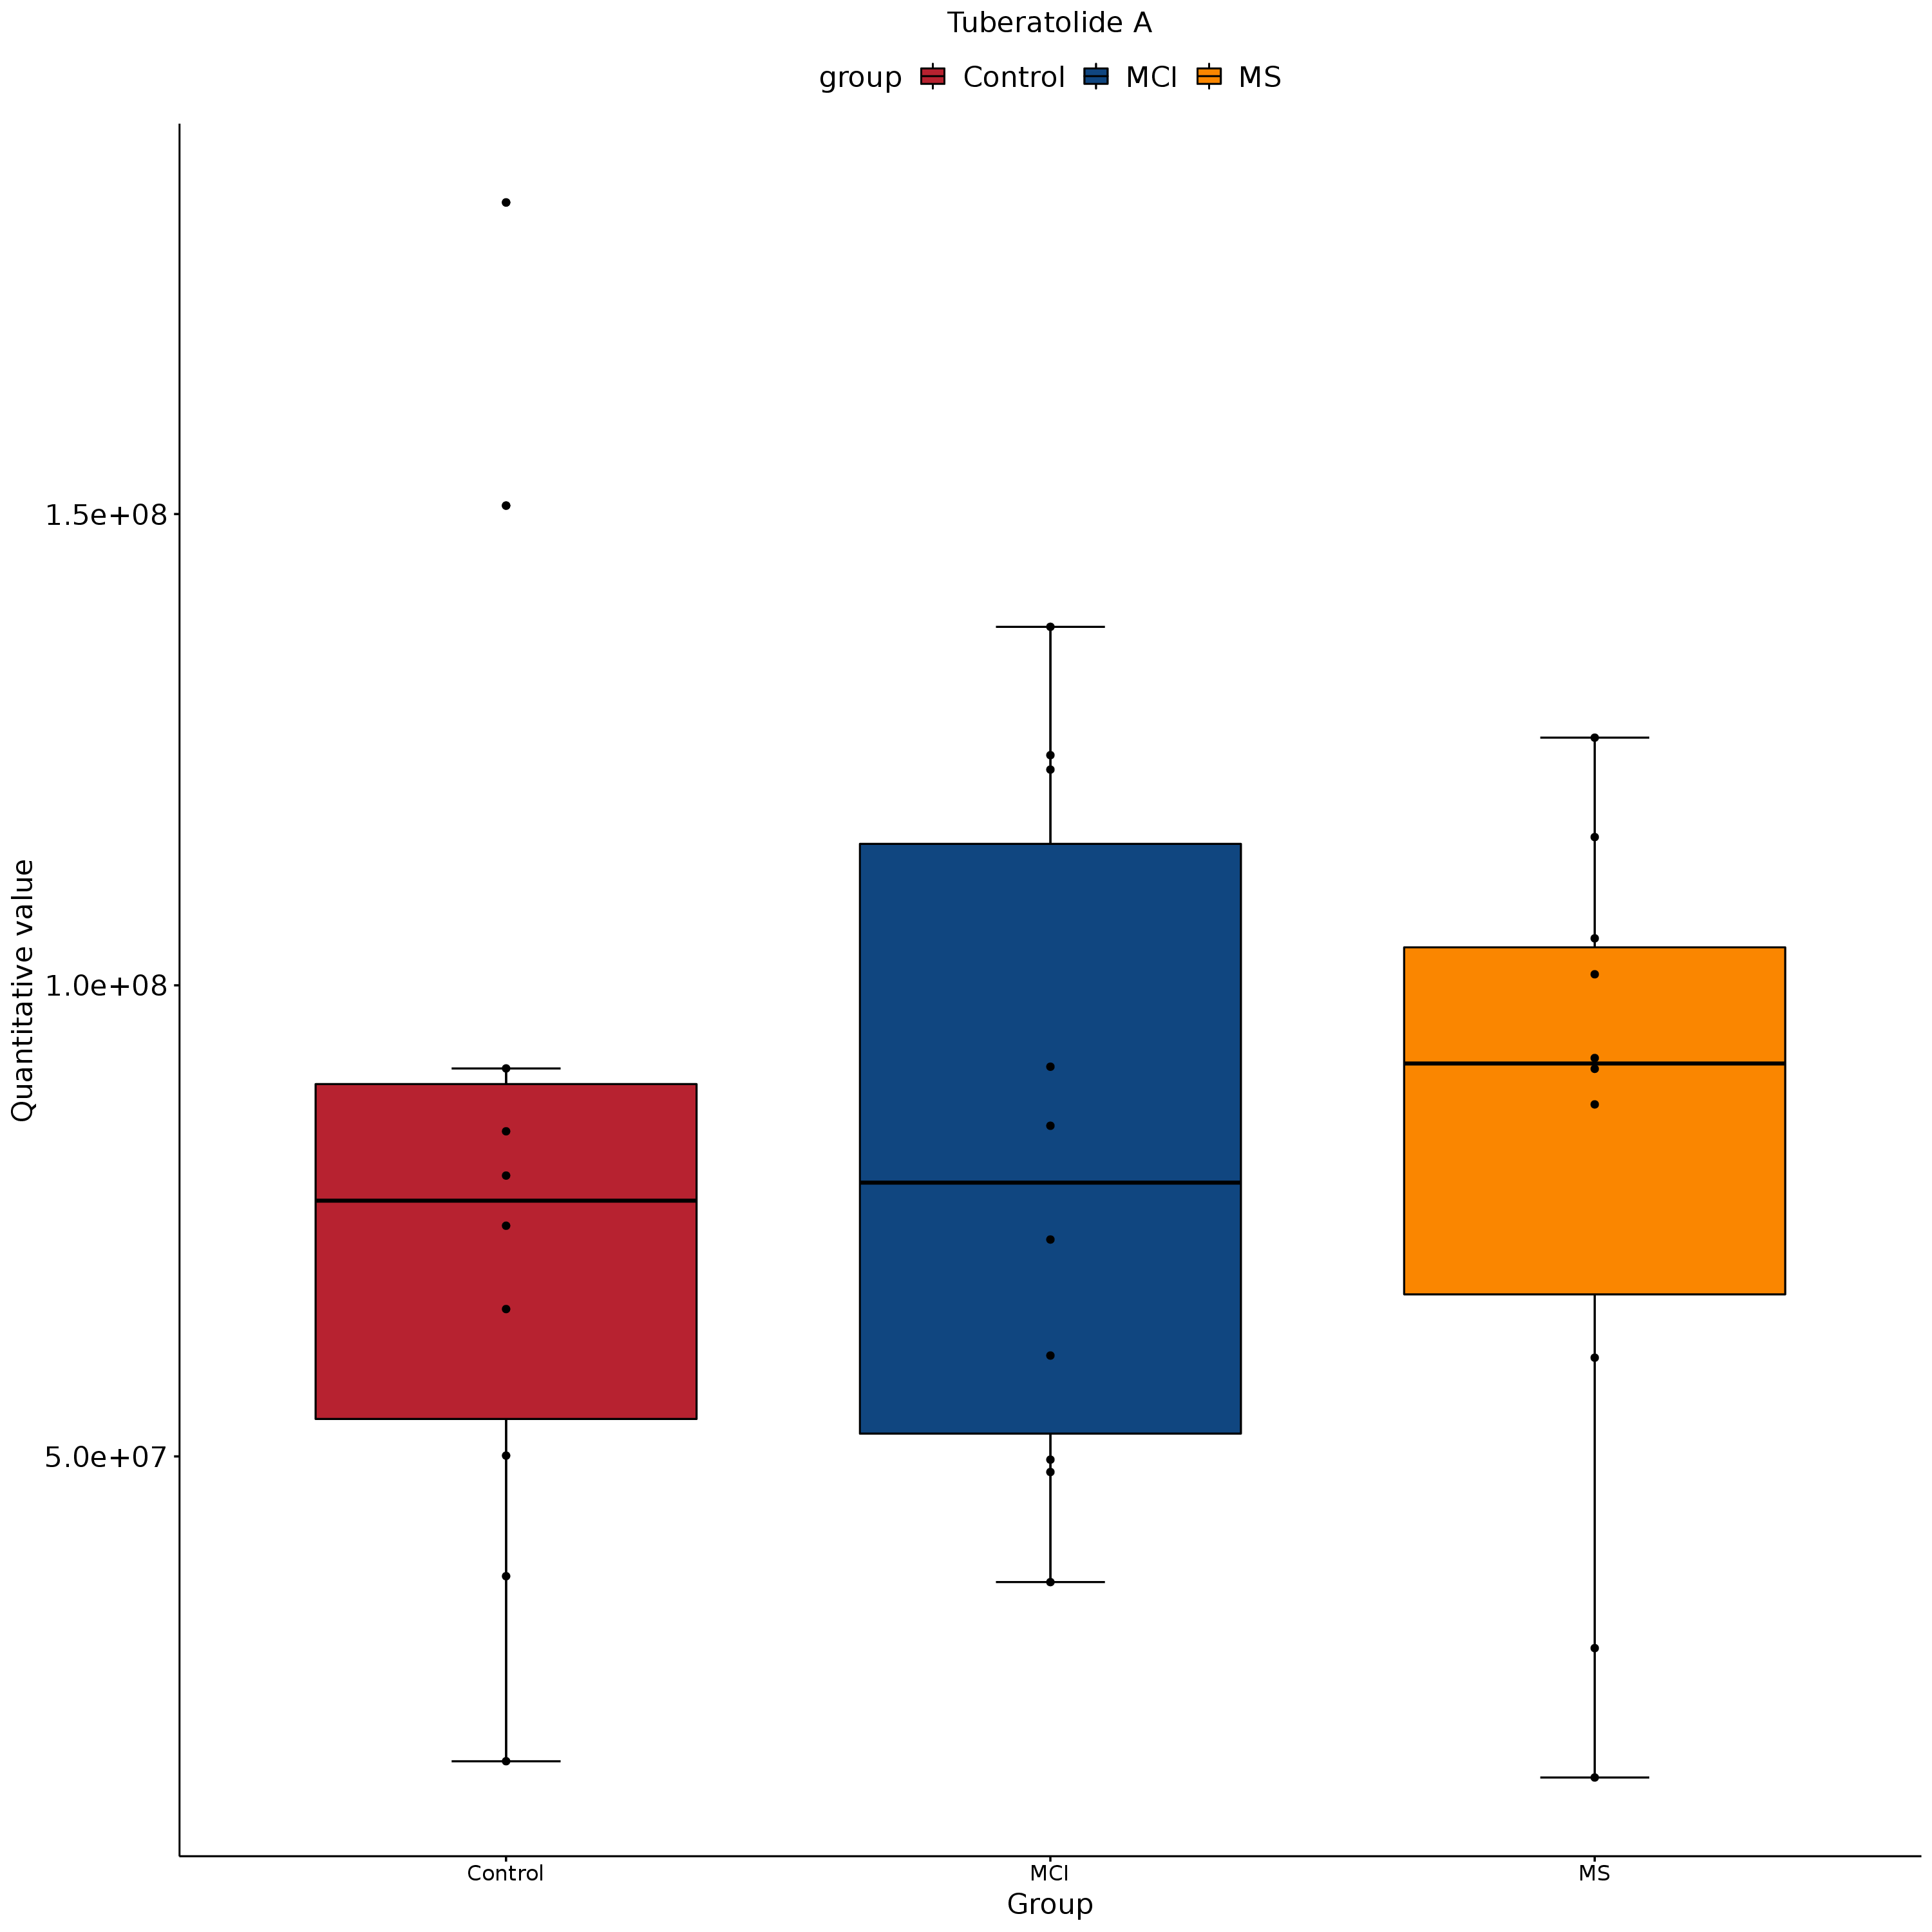 Tuberatolide A
group Control MCI MS
Quantitative value
1.5e+08
1.0e+08
5.0e+07
Control MCI MS
Group